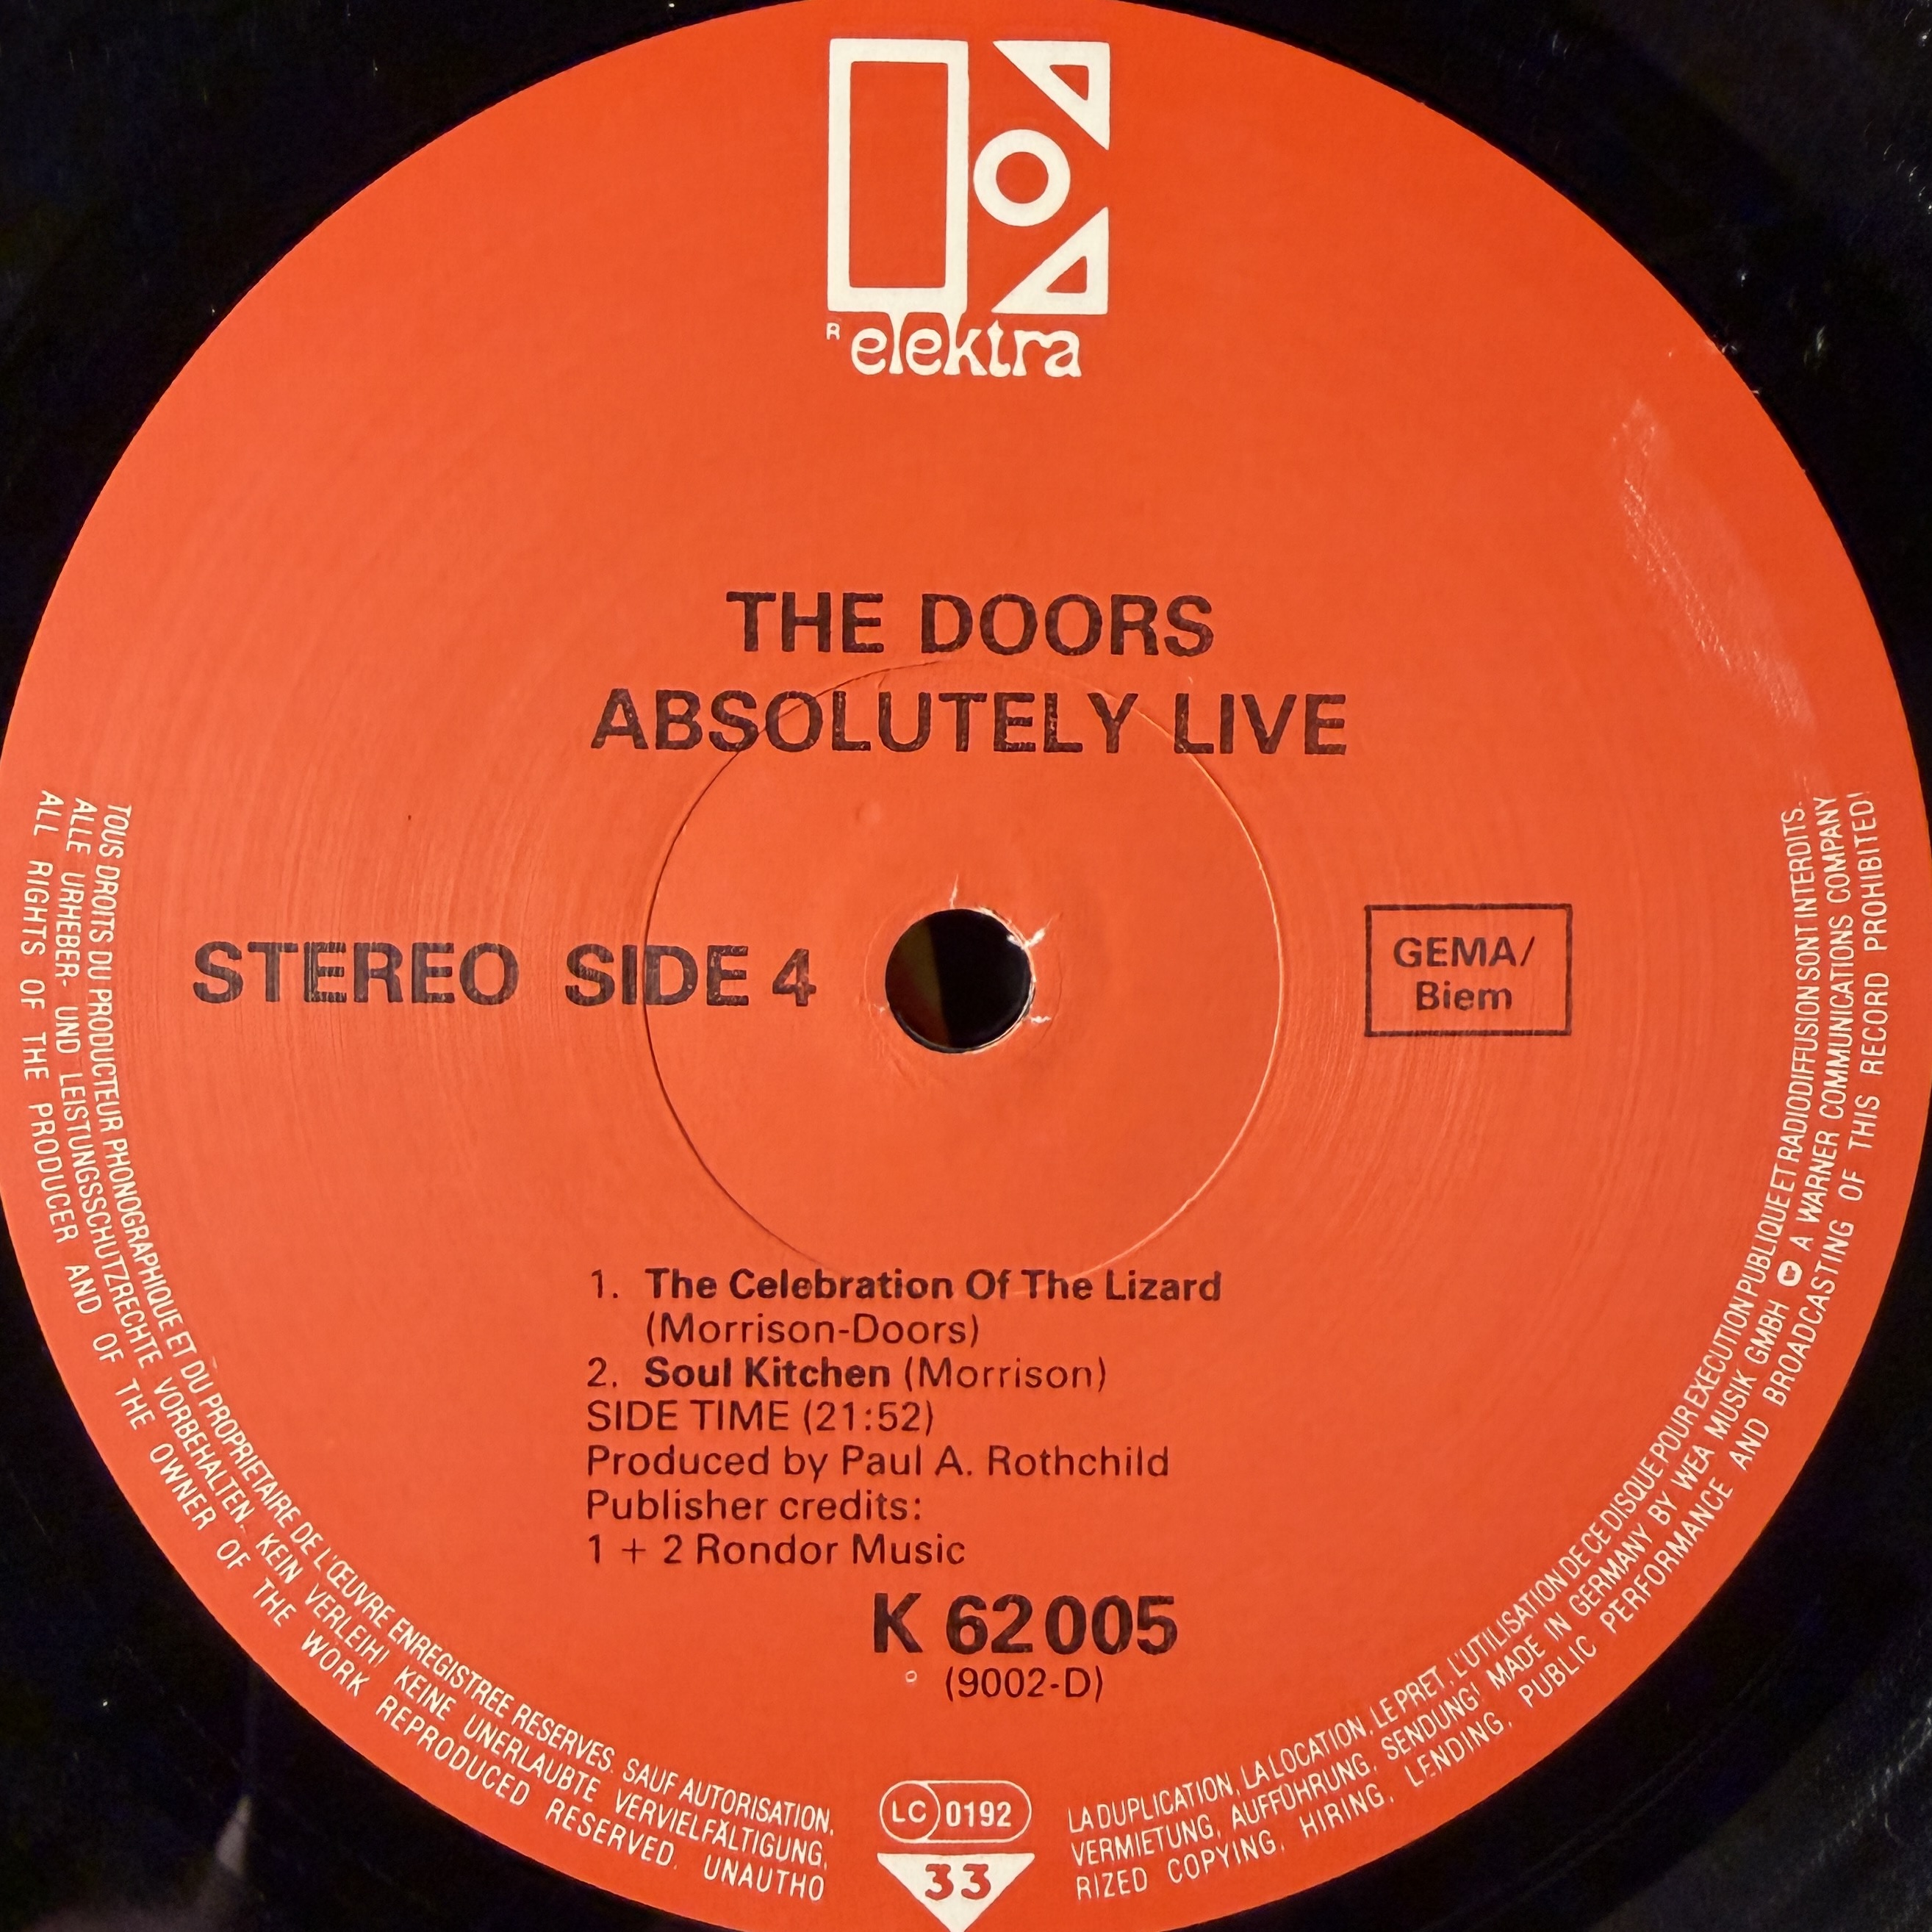 R elektra
THE DOORS
ABSOLUTELY LIVE
STEREO SIDE 4
GEMA/
Biem
1. The Celebration Of The Lizard
(Morrison-Doors)
2. Soul Kitchen (Morrison)
SIDE TIME (21:52)
Produced by Paul A. Rothchild
Publisher credits:
1 + 2 Rondor Music
K 62005
(9002-D)
LC 0192
33
TOUS DROITS DU PRODUCTEUR PHONOGRAPHIQUE ET DU PROPRIETAIRE DE L'ŒUVRE ENREGISTREE RESERVES. SAUF AUTORISATION, LA DUPLICATION, LA LOCATION, LE PRET, L'UTILISATION DE CE DISQUE POUR EXECUTION PUBLIQUE ET RADIODIFFUSION SONT INTERDITS.
ALLE URHEBER- UND LEISTUNGSSCHUTZRECHTE VORBEHALTEN. KEIN VERLEIH! KEINE UNERLAUBTE VERVIELFÄLTIGUNG, VERMIETUNG, AUFFÜHRUNG, SENDUNG! MADE IN GERMANY BY WEA MUSIK GMBH A WARNER COMMUNICATIONS COMPANY
ALL RIGHTS OF THE PRODUCER AND OF THE OWNER OF THE WORK REPRODUCED RESERVED. UNAUTHORIZED COPYING, HIRING, LENDING, PUBLIC PERFORMANCE AND BROADCASTING OF THIS RECORD PROHIBITED!